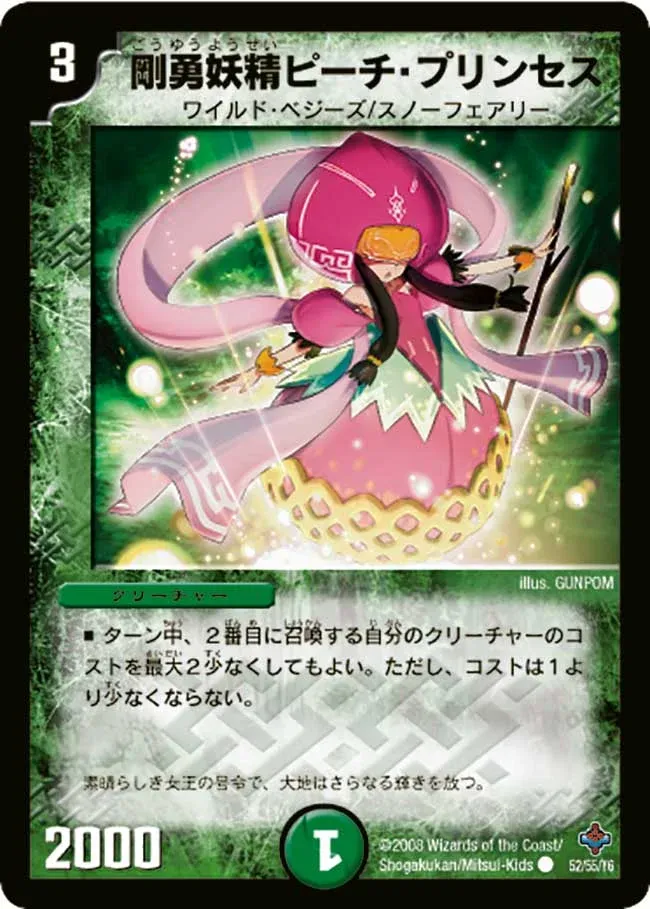 3
ごう ゆう よう せい
剛勇妖精ピーチ・プリンセス
ワイルド・ベジーズ/スノーフェアリー
illus. GUNPOM
クリーチャー
■ ターン中、2番目に召喚する自分のクリーチャーのコ
ストを最大2少なくしてもよい。ただし、コストは1よ
り少なくならない。
素晴らしき女王の号令で、大地はさらなる輝きを放つ。
2000
1
©2008 Wizards of the Coast/
Shogakukan/Mitsui-Kids
52/55/Y6